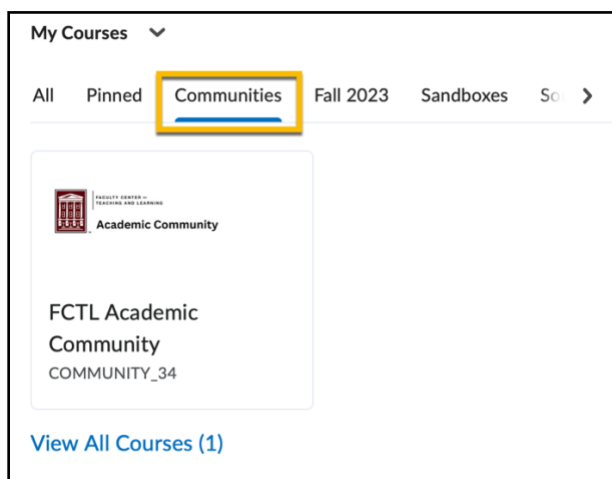 My Courses
All Pinned Communities Fall 2023 Sandboxes
FACULTY CENTER for
TEACHING AND LEARNING
Academic Community
FCTL Academic
Community
COMMUNITY_34
View All Courses (1)